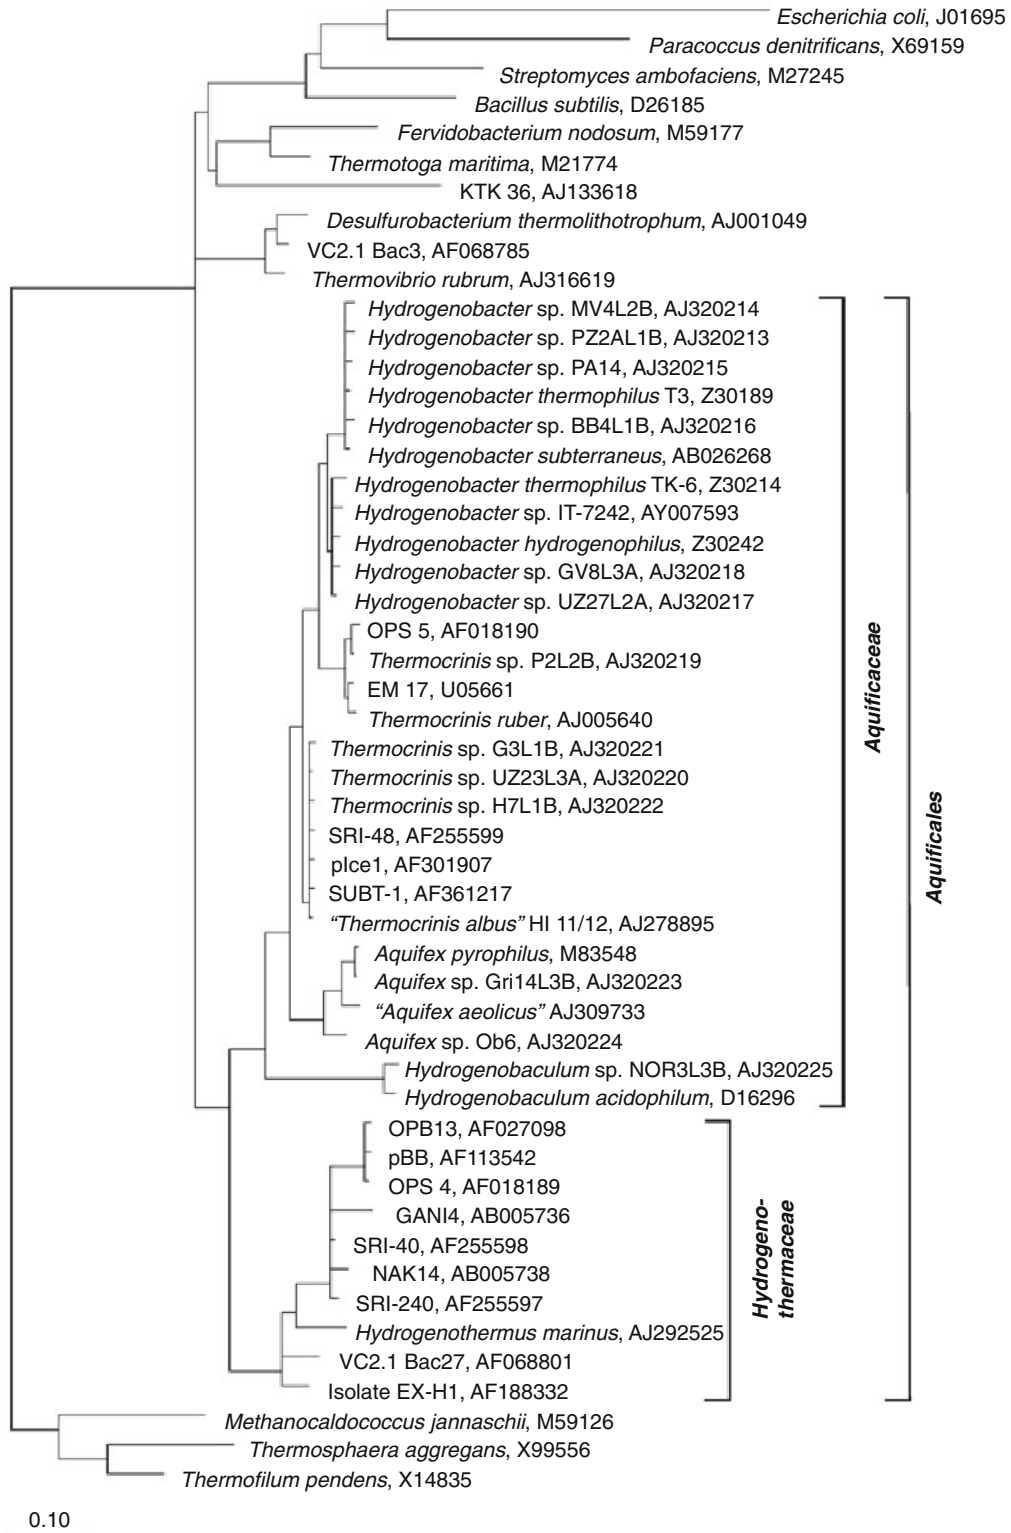 Escherichia coli, J01695
Paracoccus denitrificans, X69159
Streptomyces ambofaciens, M27245
Bacillus subtilis, D26185
Fervidobacterium nodosum, M59177
Thermotoga maritima, M21774
KTK 36, AJ133618
Desulfurobacterium thermolithotrophum, AJ001049
VC2.1 Bac3, AF068785
Thermovibrio rubrum, AJ316619
Hydrogenobacter sp. MV4L2B, AJ320214
Hydrogenobacter sp. PZ2AL1B, AJ320213
Hydrogenobacter sp. PA14, AJ320215
Hydrogenobacter thermophilus T3, Z30189
Hydrogenobacter sp. BB4L1B, AJ320216
Hydrogenobacter subterraneus, AB026268
Hydrogenobacter thermophilus TK-6, Z30214
Hydrogenobacter sp. IT-7242, AY007593
Hydrogenobacter hydrogenophilus, Z30242
Hydrogenobacter sp. GV8L3A, AJ320218
Hydrogenobacter sp. UZ27L2A, AJ320217
OPS 5, AF018190
Thermocrinis sp. P2L2B, AJ320219
EM 17, U05661
Thermocrinis ruber, AJ005640
Thermocrinis sp. G3L1B, AJ320221
Thermocrinis sp. UZ23L3A, AJ320220
Thermocrinis sp. H7L1B, AJ320222
SRI-48, AF255599
pIce1, AF301907
SUBT-1, AF361217
“Thermocrinis albus” HI 11/12, AJ278895
Aquifex pyrophilus, M83548
Aquifex sp. Gri14L3B, AJ320223
“Aquifex aeolicus” AJ309733
Aquifex sp. Ob6, AJ320224
Hydrogenobaculum sp. NOR3L3B, AJ320225
Hydrogenobaculum acidophilum, D16296
Aquificaceae
Aquificales
OPB13, AF027098
pBB, AF113542
OPS 4, AF018189
GANI4, AB005736
SRI-40, AF255598
NAK14, AB005738
SRI-240, AF255597
Hydrogenothermus marinus, AJ292525
VC2.1 Bac27, AF068801
Isolate EX-H1, AF188332
Hydrogeno-
thermaceae
Methanocaldococcus jannaschii, M59126
Thermosphaera aggregans, X99556
Thermofilum pendens, X14835
0.10